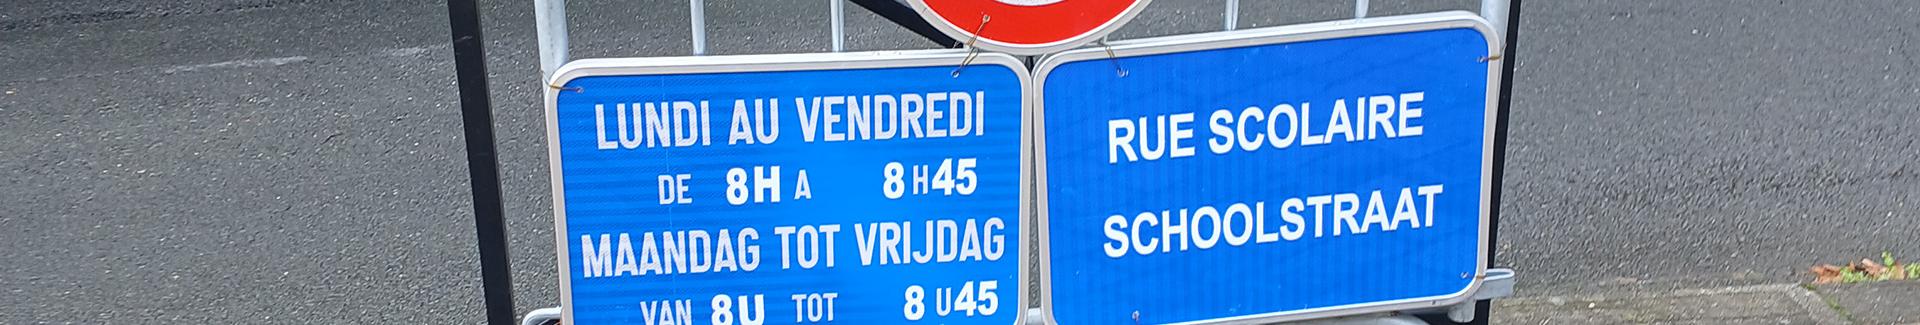 LUNDI AU VENDREDI
DE 8H A 8H45
MAANDAG TOT VRIJDAG
VAN 8U TOT 8U45
RUE SCOLAIRE
SCHOOLSTRAAT